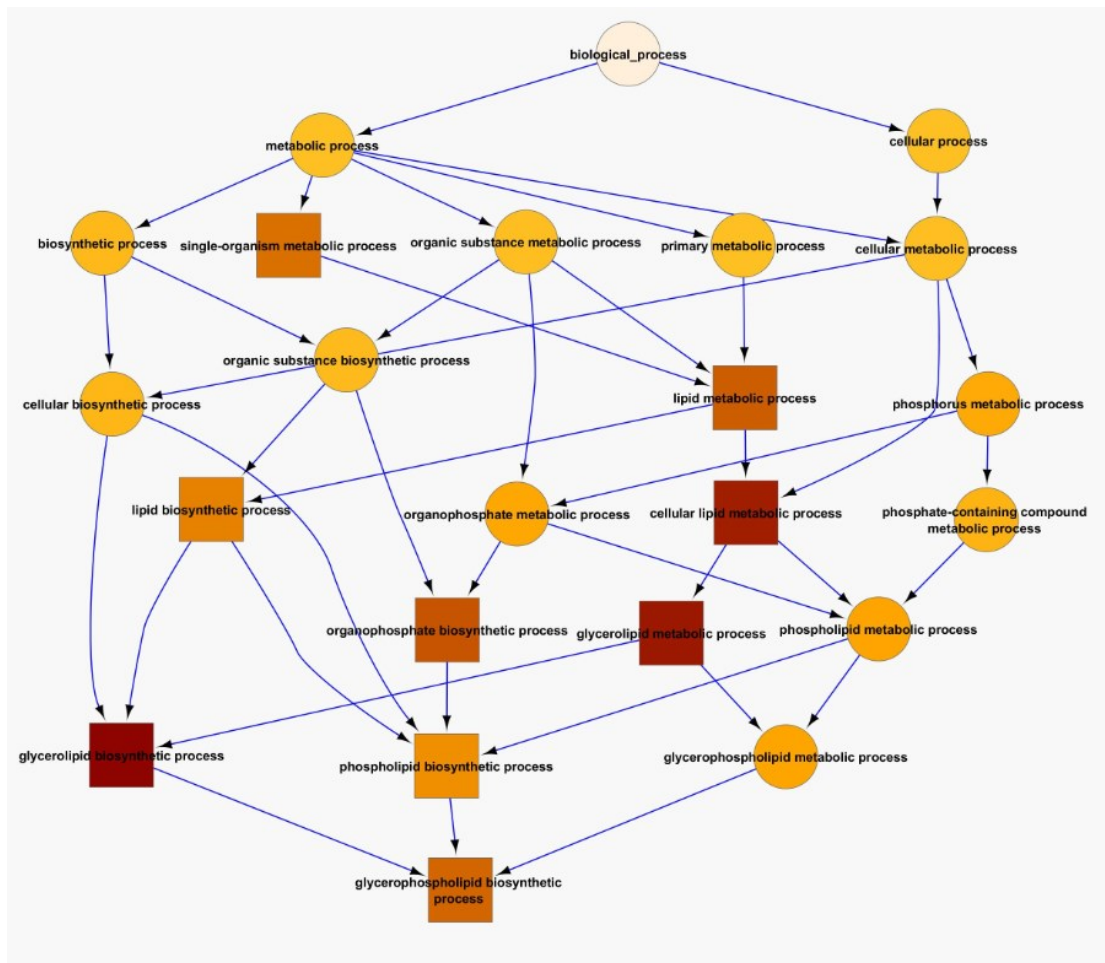 biological_process
metabolic process
cellular process
biosynthetic process
single-organism metabolic process
organic substance metabolic process
primary metabolic process
cellular metabolic process
organic substance biosynthetic process
cellular biosynthetic process
lipid metabolic process
phosphorus metabolic process
lipid biosynthetic process
organophosphate metabolic process
cellular lipid metabolic process
phosphate-containing compound
metabolic process
organophosphate biosynthetic process
glycerolipid metabolic process
phospholipid metabolic process
glycerolipid biosynthetic process
phospholipid biosynthetic process
glycerophospholipid metabolic process
glycerophospholipid biosynthetic
process